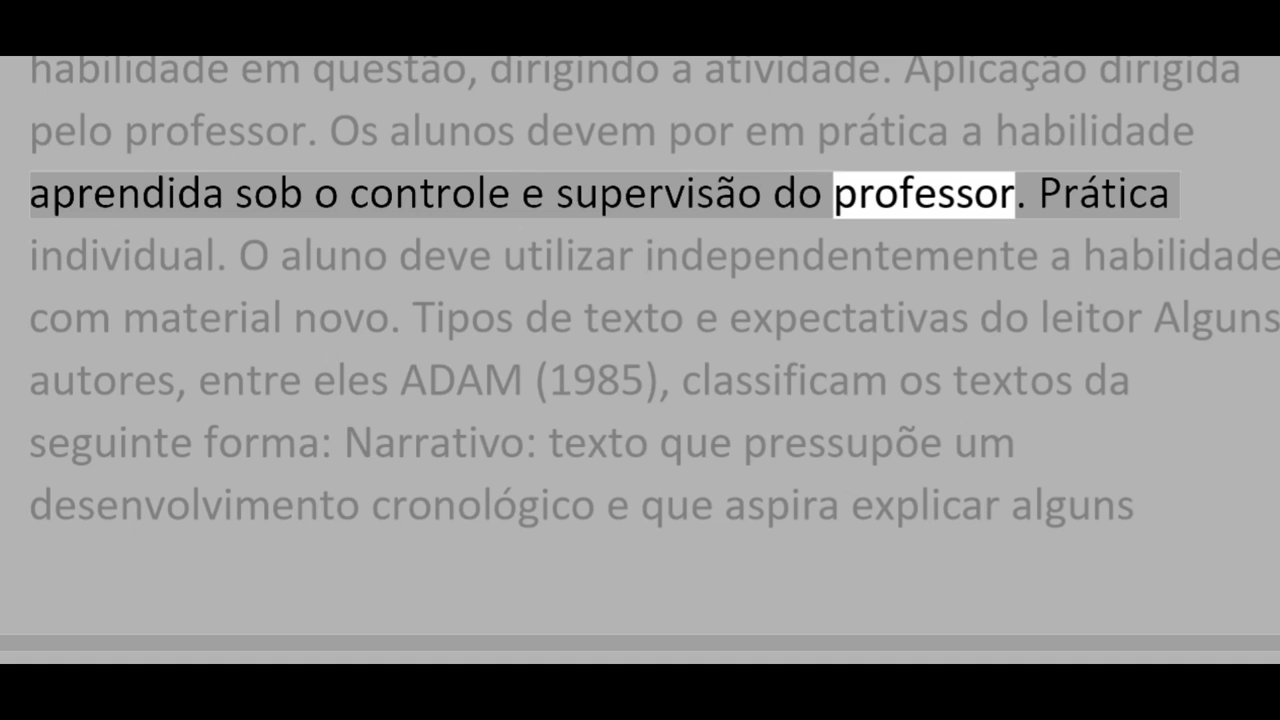 habilidade em questão, dirigindo a atividade. Aplicação dirigida
pelo professor. Os alunos devem por em prática a habilidade
aprendida sob o controle e supervisão do professor. Prática
individual. O aluno deve utilizar independentemente a habilidade
com material novo. Tipos de texto e expectativas do leitor Alguns
autores, entre eles ADAM (1985), classificam os textos da
seguinte forma: Narrativo: texto que pressupõe um
desenvolvimento cronológico e que aspira explicar alguns